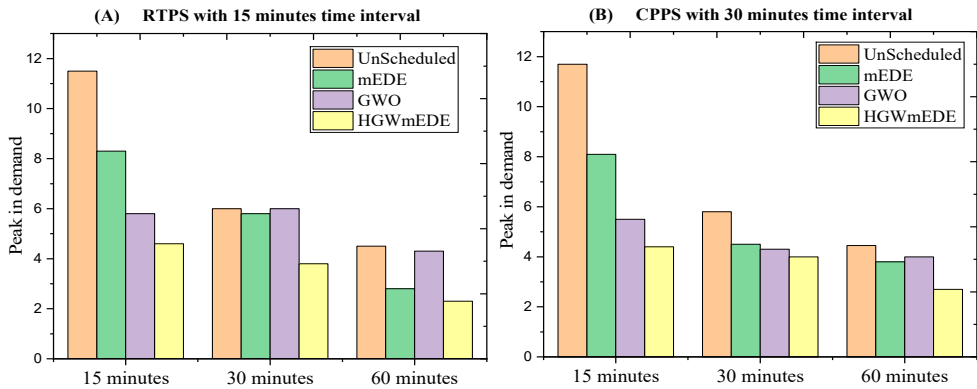 (A) RTPS with 15 minutes time interval
UnScheduled
mEDE
GWO
HGWmEDE
Peak in demand
12
10
8
6
4
2
0
15 minutes
30 minutes
60 minutes
(B) CPPS with 30 minutes time interval
UnScheduled
mEDE
GWO
HGWmEDE
Peak in demand
12
10
8
6
4
2
0
15 minutes
30 minutes
60 minutes